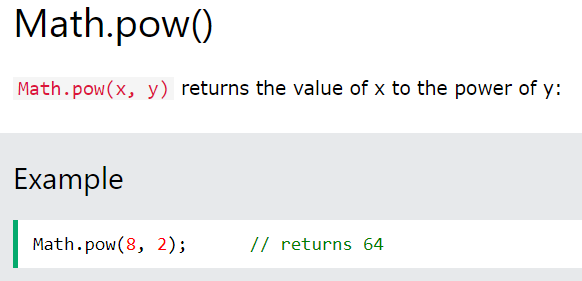 Math.pow()
Math.pow(x, y) returns the value of x to the power of y:
Example
Math.pow(8, 2);      // returns 64